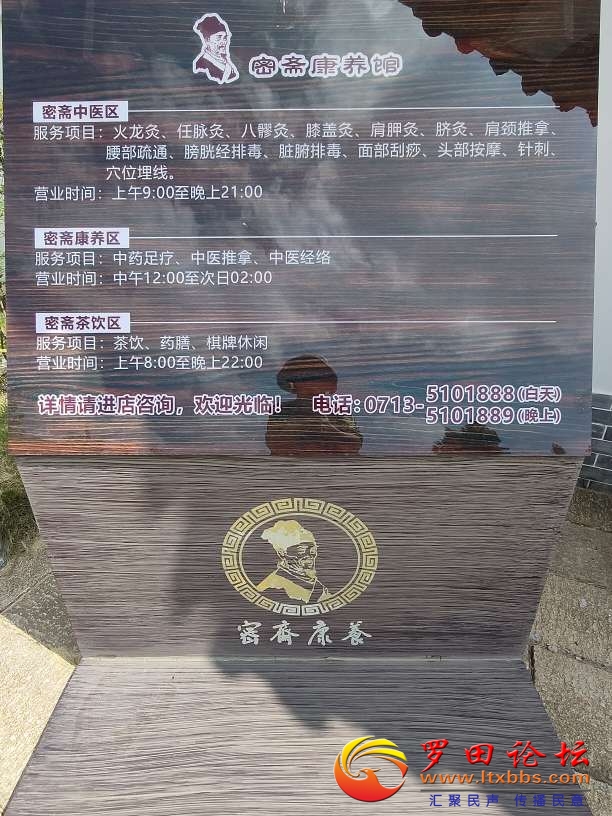 密斋康养馆
密斋中医区
服务项目：火龙灸、任脉灸、八髎灸、膝盖灸、肩胛灸、脐灸、肩颈推拿、
腰部疏通、膀胱经排毒、脏腑排毒、面部刮痧、头部按摩、针刺、
穴位埋线。
营业时间：上午9:00至晚上21:00
密斋康养区
服务项目：中药足疗、中医推拿、中医经络
营业时间：中午12:00至次日02:00
密斋茶饮区
服务项目：茶饮、药膳、棋牌休闲
营业时间：上午8:00至晚上22:00
详情请进店咨询，欢迎光临！ 电话：0713-5101888(白天)
5101889(晚上)
密齋康養
罗田论坛
www.ltxbbs.com
汇聚民声 传播民意